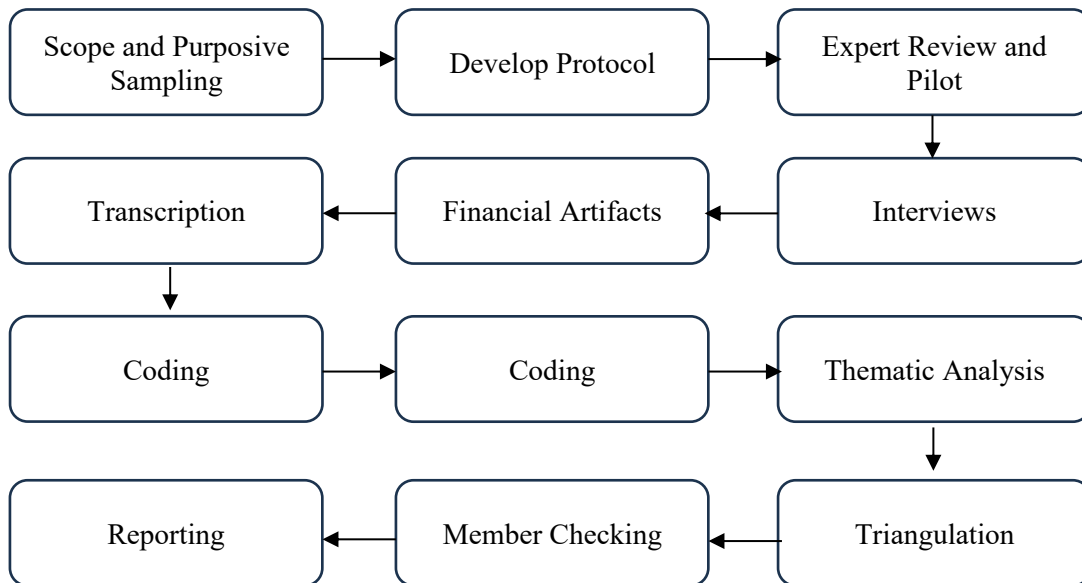 Scope and Purposive
Sampling
Develop Protocol
Expert Review and
Pilot
Interviews
Financial Artifacts
Transcription
Coding
Coding
Thematic Analysis
Triangulation
Member Checking
Reporting